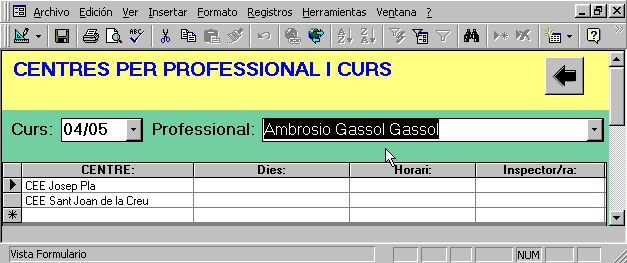 Archivo Edición Ver Insertar Formato Registros Herramientas Ventana ?
CENTRES PER PROFESSIONAL I CURS
Curs: 04/05 Professional: Ambrosio Gassol Gassol
CENTRE: Dies: Horari: Inspector/ra:
CEE Josep Pla
CEE Sant Joan de la Creu
Vista Formulario NUM